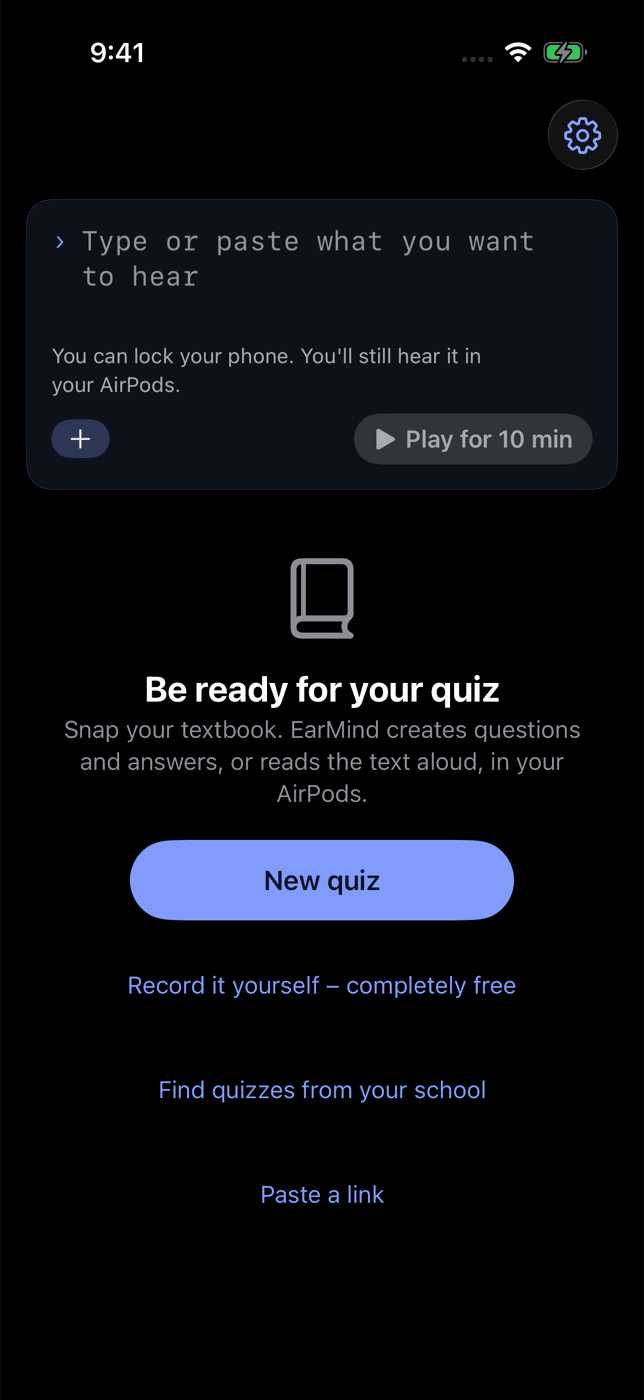 9:41
› Type or paste what you want
to hear
You can lock your phone. You'll still hear it in
your AirPods.
Play for 10 min
Be ready for your quiz
Snap your textbook. EarMind creates questions
and answers, or reads the text aloud, in your
AirPods.
New quiz
Record it yourself – completely free
Find quizzes from your school
Paste a link